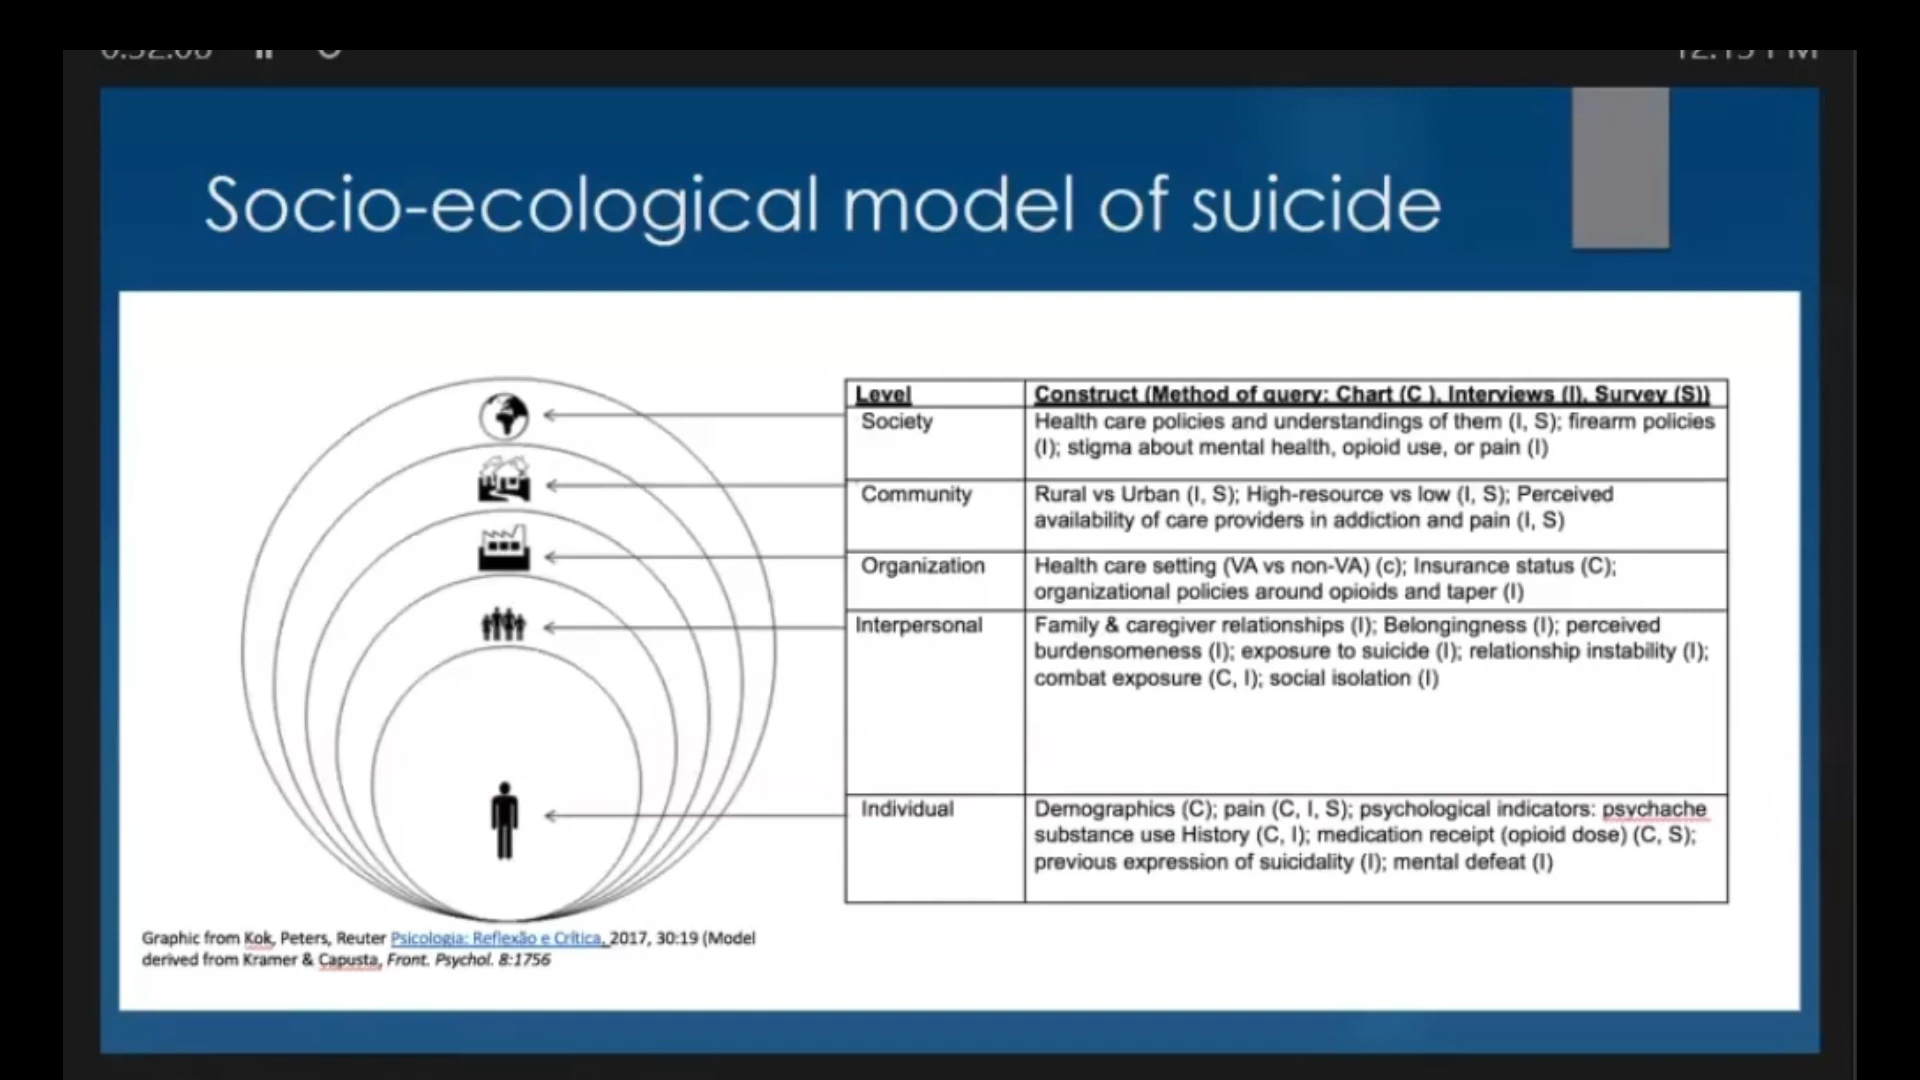 Socio-ecological model of suicide
Level
Construct (Method of query: Chart (C ), Interviews (I), Survey (S))
Society
Health care policies and understandings of them (I, S); firearm policies
(I); stigma about mental health, opioid use, or pain (I)
Community
Rural vs Urban (I, S); High-resource vs low (I, S); Perceived
availability of care providers in addiction and pain (I, S)
Organization
Health care setting (VA vs non-VA) (c); Insurance status (C);
organizational policies around opioids and taper (I)
Interpersonal
Family & caregiver relationships (I); Belongingness (I); perceived
burdensomeness (I); exposure to suicide (I); relationship instability (I);
combat exposure (C, I); social isolation (I)
Individual
Demographics (C); pain (C, I, S); psychological indicators: psychache
substance use History (C, I); medication receipt (opioid dose) (C, S);
previous expression of suicidality (I); mental defeat (I)
Graphic from Kok, Peters, Reuter Psicologia: Reflexão e Crítica, 2017, 30:19 (Model
derived from Kramer & Capusta, Front. Psychol. 8:1756